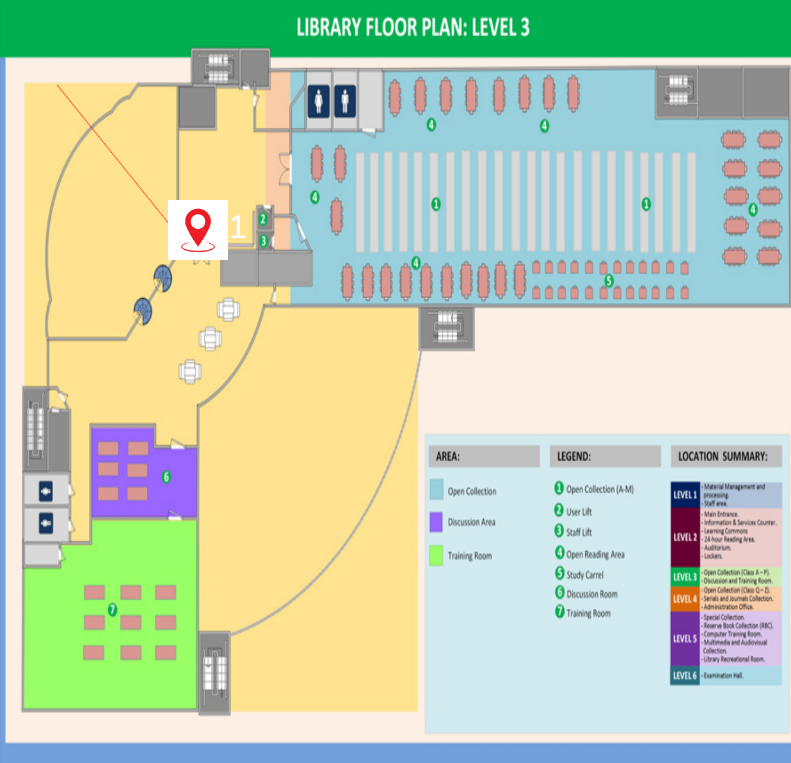 LIBRARY FLOOR PLAN: LEVEL 3
4
4
1
4
1
1
4
2
3
4
5
6
7
AREA:
Open Collection
Discussion Area
Training Room
LEGEND:
1 Open Collection (A-M)
2 User Lift
3 Staff Lift
4 Open Reading Area
5 Study Carrel
6 Discussion Room
7 Training Room
LOCATION SUMMARY:
LEVEL 1
- Material Management and
processing.
- Staff area.
LEVEL 2
- Main Entrance.
- Information & Services Counter.
- Learning Commons
- 24-hour Reading Area.
- Auditorium.
- Lockers.
LEVEL 3
- Open Collection (Class A – P).
- Discussion and Training Room.
LEVEL 4
- Open Collection (Class Q – Z).
- Serials and Journals Collection.
- Administration Office.
LEVEL 5
- Special Collection.
- Reserve Book Collection (RBC).
- Computer Training Room.
- Multimedia and Audiovisual
Collection.
- Library Recreational Room.
LEVEL 6
- Examination Hall.